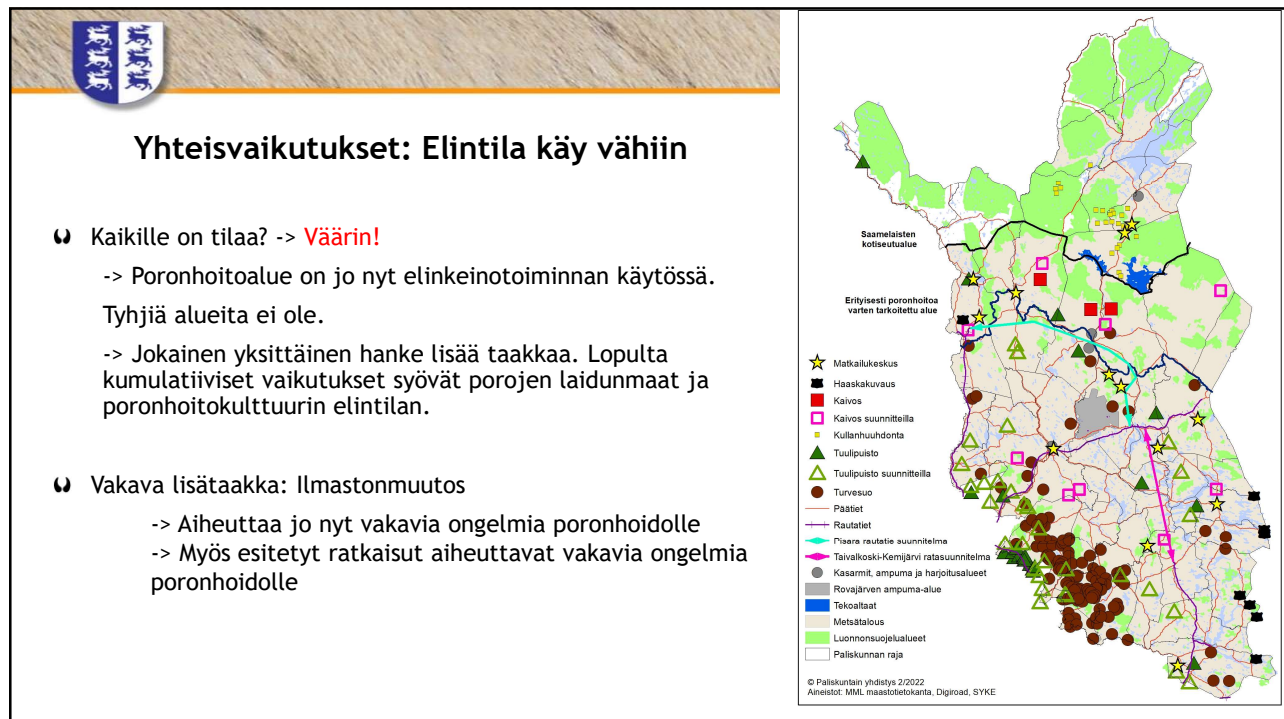 Yhteisvaikutukset: Elintila käy vähiin
Kaikille on tilaa? -> Väärin!
-> Poronhoitoalue on jo nyt elinkeinotoiminnan käytössä.
Tyhjiä alueita ei ole.
-> Jokainen yksittäinen hanke lisää taakkaa. Lopulta
kumulatiiviset vaikutukset syövät porojen laidunmaat ja
poronhoitokulttuurin elintilan.
Vakava lisätaakka: Ilmastonmuutos
-> Aiheuttaa jo nyt vakavia ongelmia poronhoidolle
-> Myös esitetyt ratkaisut aiheuttavat vakavia ongelmia
poronhoidolle
Saamelaisten
kotiseutualue
Erityisesti poronhoitoa
varten tarkoitettu alue
Matkailukeskus
Haaskakuvaus
Kaivos
Kaivos suunnitteilla
Kullanhuuhdonta
Tuulipuisto
Tuulipuisto suunnitteilla
Turvesuo
Päätiet
Rautatiet
Pisara rautatie suunnitelma
Taivalkoski-Kemijärvi ratasuunnitelma
Kasarmit, ampuma ja harjoitusalueet
Rovajärven ampuma-alue
Tekoaltaat
Metsätalous
Luonnonsuojelualueet
Paliskunnan raja
© Paliskuntain yhdistys 2/2022
Aineistot: MML maastotietokanta, Digiroad, SYKE